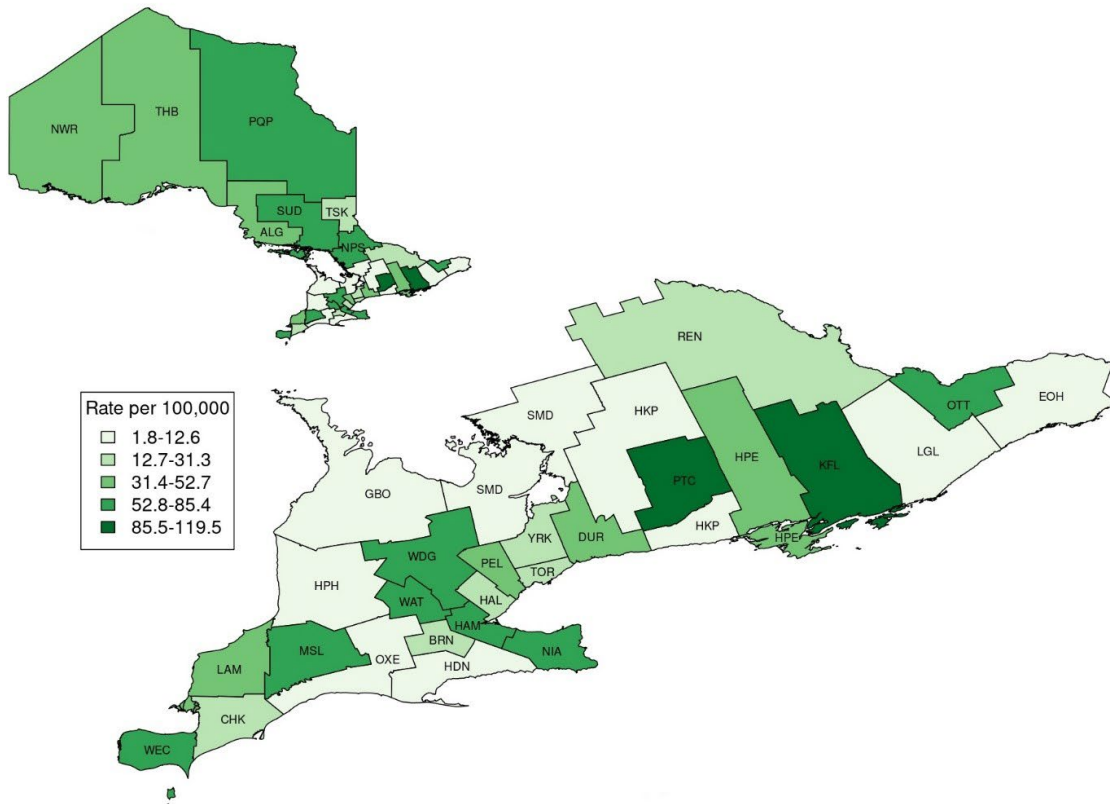 THB
PQP
NWR
SUD
TSK
ALG
NPS
REN
Rate per 100,000
1.8-12.6
12.7-31.3
31.4-52.7
52.8-85.4
85.5-119.5
SMD
HKP
OTT
EOH
HPE
KFL
LGL
PTC
GBO
SMD
HKP
HPE
YRK
DUR
WDG
PEL
TOR
HPH
WAT
HAL
HAM
BRN
NIA
MSL
OXE
HDN
LAM
CHK
WEC